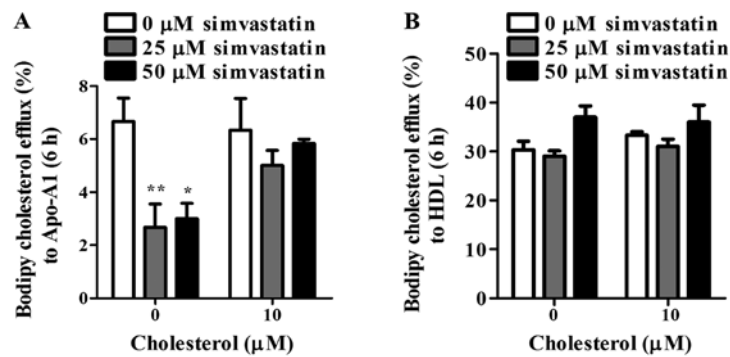 A
0 μM simvastatin
25 μM simvastatin
50 μM simvastatin
Bodipy cholesterol efflux (%)
to Apo-A1 (6 h)
8
6
4
2
0
**
*
0
10
Cholesterol (μM)
B
0 μM simvastatin
25 μM simvastatin
50 μM simvastatin
Bodipy cholesterol efflux (%)
to HDL (6 h)
50
40
30
20
10
0
0
10
Cholesterol (μM)